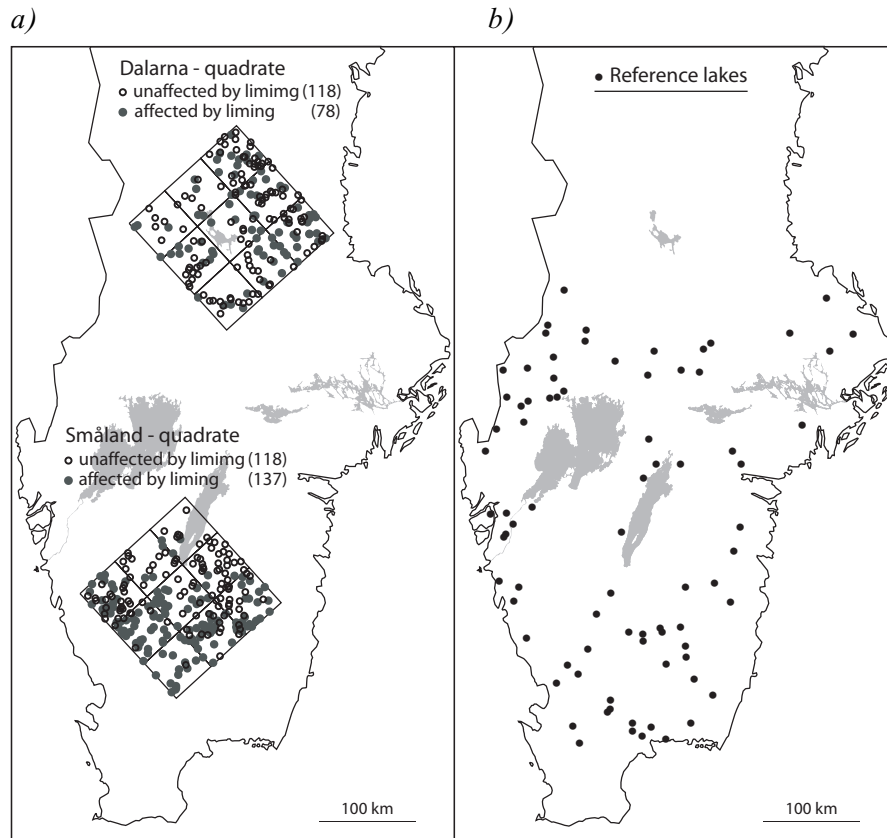 a)
b)
Dalarna - quadrate
unaffected by limimg (118)
affected by liming (78)
Småland - quadrate
unaffected by limimg (118)
affected by liming (137)
100 km
Reference lakes
100 km